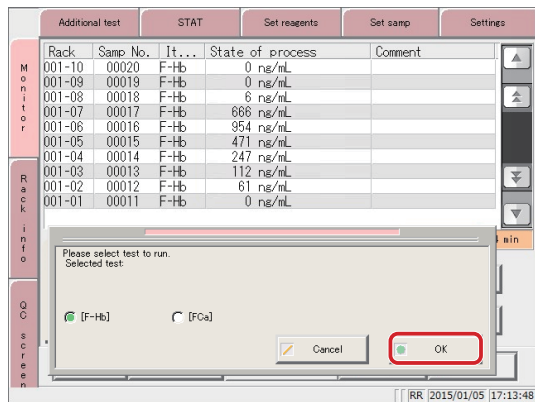 Additional test STAT Set reagents Set samp Settings
Monitor
Rack info
QC screen
Rack Samp No. It... State of process Comment
001-10 00020 F-Hb 0 ng/mL
001-09 00019 F-Hb 0 ng/mL
001-08 00018 F-Hb 6 ng/mL
001-07 00017 F-Hb 666 ng/mL
001-06 00016 F-Hb 954 ng/mL
001-05 00015 F-Hb 471 ng/mL
001-04 00014 F-Hb 247 ng/mL
001-03 00013 F-Hb 112 ng/mL
001-02 00012 F-Hb 61 ng/mL
001-01 00011 F-Hb 0 ng/mL
min
Please select test to run.
Selected test:
[F-Hb] [FCa]
Cancel OK
RR 2015/01/05 17:13:48